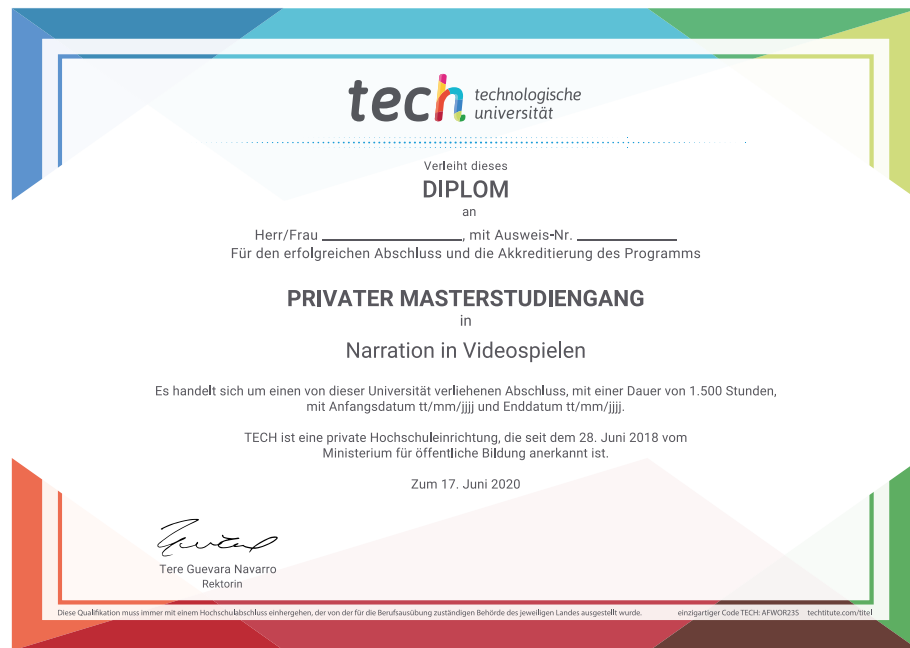 tech technologische
universität
Verleiht dieses
DIPLOM
an
Herr/Frau ____________, mit Ausweis-Nr. ____________
Für den erfolgreichen Abschluss und die Akkreditierung des Programms
PRIVATER MASTERSTUDIENGANG
in
Narration in Videospielen
Es handelt sich um einen von dieser Universität verliehenen Abschluss, mit einer Dauer von 1.500 Stunden,
mit Anfangsdatum tt/mm/jjjj und Enddatum tt/mm/jjjj.
TECH ist eine private Hochschuleinrichtung, die seit dem 28. Juni 2018 vom
Ministerium für öffentliche Bildung anerkannt ist.
Zum 17. Juni 2020
Tere Guevara Navarro
Rektorin
Diese Qualifikation muss immer mit einem Hochschulabschluss einhergehen, der von der für die Berufsausübung zuständigen Behörde des jeweiligen Landes ausgestellt wurde. einzigartiger Code TECH: AFWOR23S techtitute.com/titel